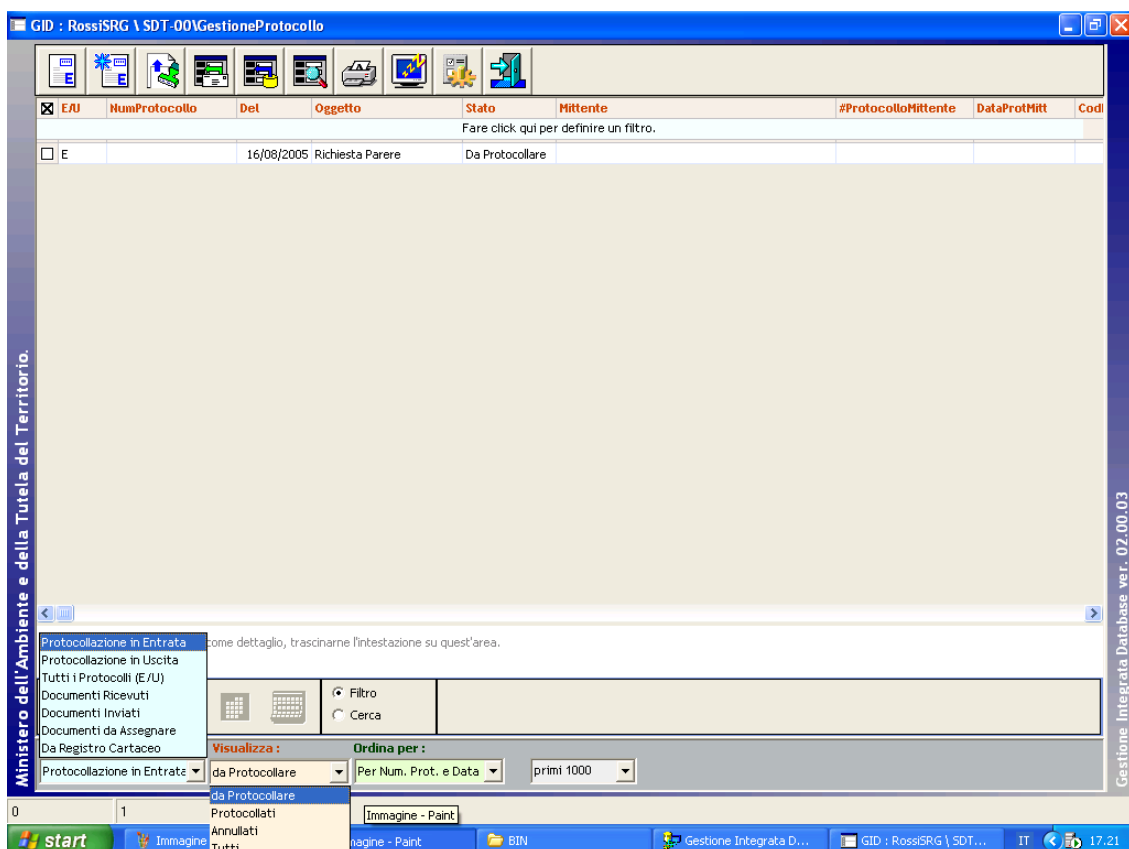 GID : RossiSRG \ SDT-00\GestioneProtocollo
E/U NumProtocollo Del Oggetto Stato Mittente #ProtocolloMittente DataProtMitt Codi
Fare click qui per definire un filtro.
E 16/08/2005 Richiesta Parere Da Protocollare
Ministero dell'Ambiente e della Tutela del Territorio.
Gestione Integrata Database ver. 02.00.03
come dettaglio, trascinarne l'intestazione su quest'area.
Protocollazione in Entrata
Protocollazione in Uscita
Tutti i Protocolli (E/U)
Documenti Ricevuti
Documenti Inviati
Documenti da Assegnare
Da Registro Cartaceo
Filtro
Cerca
Visualizza : Ordina per :
Protocollazione in Entrata da Protocollare Per Num. Prot. e Data primi 1000
da Protocollare
Protocollati
Annullati
Tutti
0 1 Immagine - Paint
start Immagine magine - Paint BIN Gestione Integrata D... GID : RossiSRG \ SDT... IT 17.21